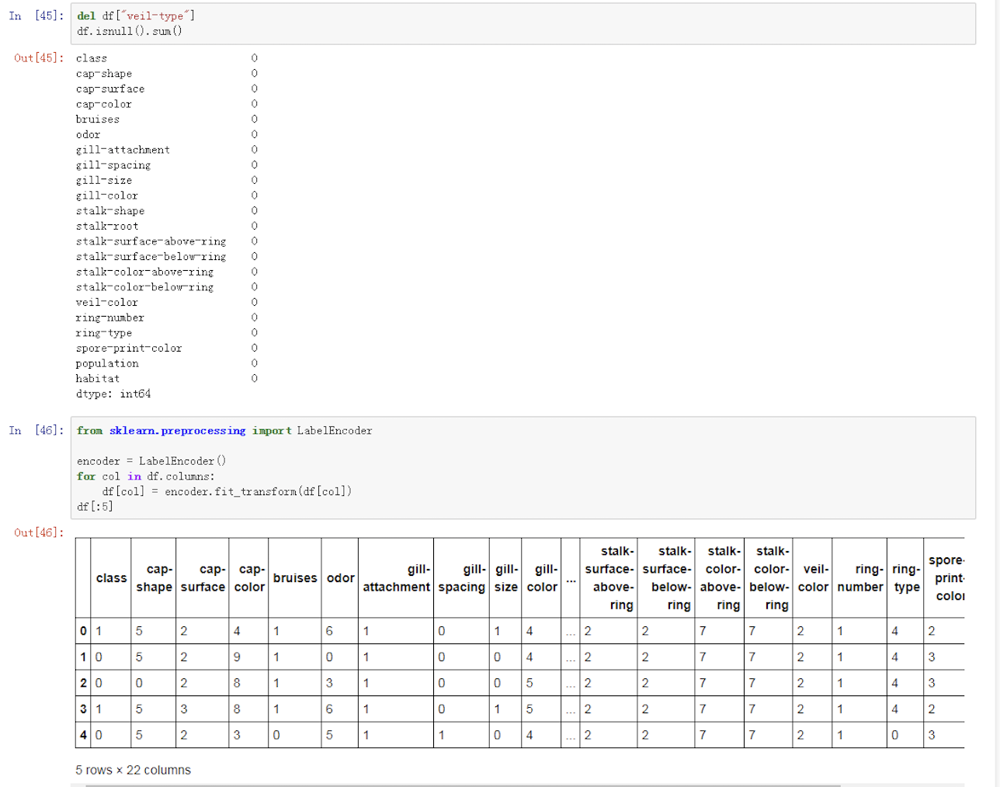 In [45]: del df["veil-type"]
df.isnull().sum()
Out[45]: class 0
cap-shape 0
cap-surface 0
cap-color 0
bruises 0
odor 0
gill-attachment 0
gill-spacing 0
gill-size 0
gill-color 0
stalk-shape 0
stalk-root 0
stalk-surface-above-ring 0
stalk-surface-below-ring 0
stalk-color-above-ring 0
stalk-color-below-ring 0
veil-color 0
ring-number 0
ring-type 0
spore-print-color 0
population 0
habitat 0
dtype: int64
In [46]: from sklearn.preprocessing import LabelEncoder
encoder = LabelEncoder()
for col in df.columns:
    df[col] = encoder.fit_transform(df[col])
df[:5]
Out[46]:
class cap-shape cap-surface cap-color bruises odor gill-attachment gill-spacing gill-size gill-color ... stalk-surface-above-ring stalk-surface-below-ring stalk-color-above-ring stalk-color-below-ring veil-color ring-number ring-type spore-print-color
0 1 5 2 4 1 6 1 0 1 4 ... 2 2 7 7 2 1 4 2
1 0 5 2 9 1 0 1 0 0 4 ... 2 2 7 7 2 1 4 3
2 0 0 2 8 1 3 1 0 0 5 ... 2 2 7 7 2 1 4 3
3 1 5 3 8 1 6 1 0 1 5 ... 2 2 7 7 2 1 4 2
4 0 5 2 3 0 5 1 1 0 4 ... 2 2 7 7 2 1 0 3
5 rows × 22 columns